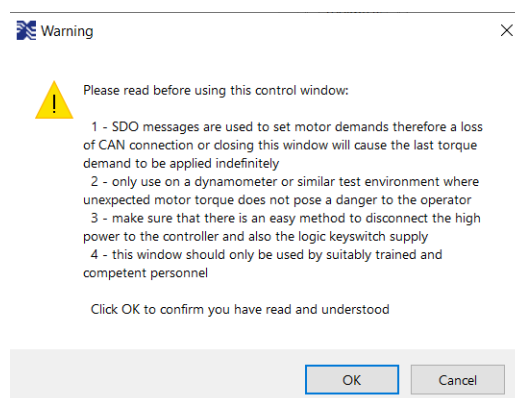 Warning
Please read before using this control window:
1 - SDO messages are used to set motor demands therefore a loss
of CAN connection or closing this window will cause the last torque
demand to be applied indefinitely
2 - only use on a dynamometer or similar test environment where
unexpected motor torque does not pose a danger to the operator
3 - make sure that there is an easy method to disconnect the high
power to the controller and also the logic keyswitch supply
4 - this window should only be used by suitably trained and
competent personnel
Click OK to confirm you have read and understood
OK
Cancel